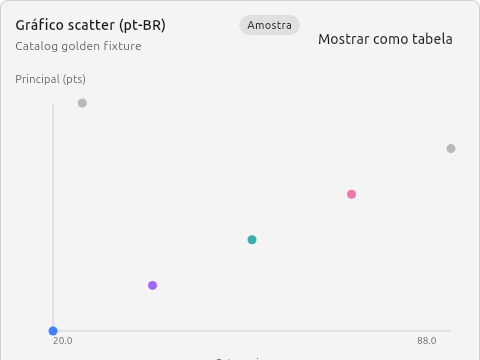 Gráfico scatter (pt-BR)
Amostra
Mostrar como tabela
Catalog golden fixture
Principal (pts)
20.0
88.0